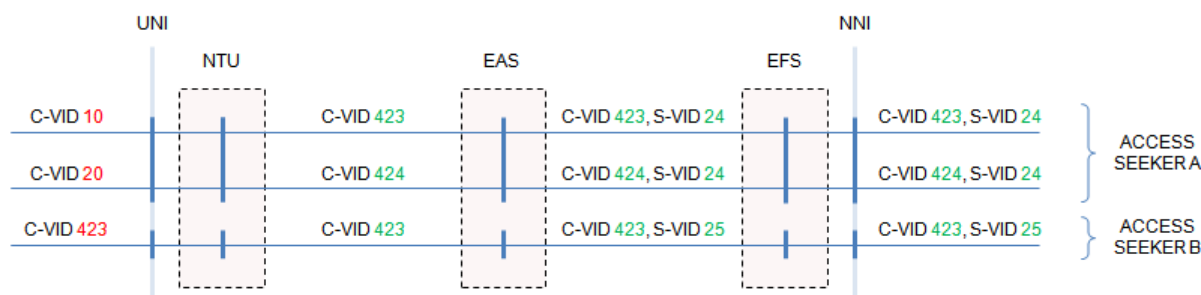 UNI
NNI
NTU
EAS
EFS
C-VID 10
C-VID 423
C-VID 423, S-VID 24
C-VID 423, S-VID 24
C-VID 20
C-VID 424
C-VID 424, S-VID 24
C-VID 424, S-VID 24
ACCESS
SEEKER A
C-VID 423
C-VID 423
C-VID 423, S-VID 25
C-VID 423, S-VID 25
ACCESS
SEEKER B